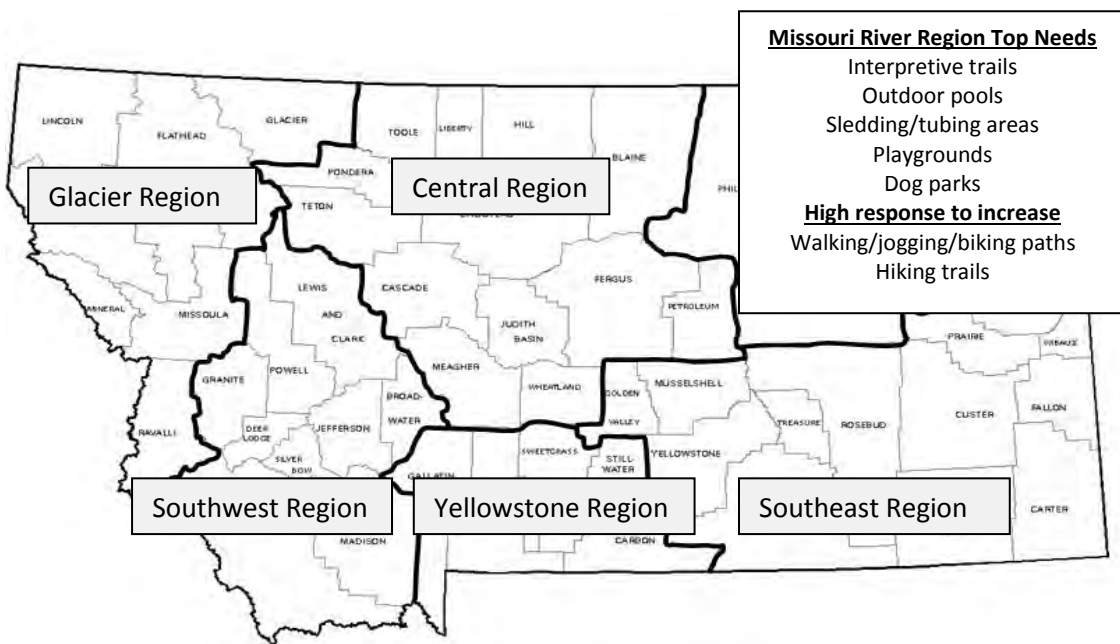 Missouri River Region Top Needs
Interpretive trails
Outdoor pools
Sledding/tubing areas
Playgrounds
Dog parks
High response to increase
Walking/jogging/biking paths
Hiking trails
LINCOLN
FLATHEAD
GLACIER
TOOLE
LIBERTY
HILL
BLAINE
PHIL
PONDERA
Glacier Region
Central Region
TETON
MINERAL
MISSOULA
LEWIS
AND
CLARK
CASCADE
FERGUS
JUDITH
BASIN
PETROLEUM
PRAIRIE
GRANITE
POWELL
MEAGHER
WHEATLAND
GOLDEN
VALLEY
MUSSELSHELL
BROAD-
WATER
RAVALLI
DEER
LODGE
JEFFERSON
SILVER
BOW
TREASURE
ROSEBUD
CUSTER
FALLON
GALLATIN
SWEETGRASS
STILL-
WATER
YELLOWSTONE
Southwest Region
Yellowstone Region
Southeast Region
CARTER
MADISON
CARBON